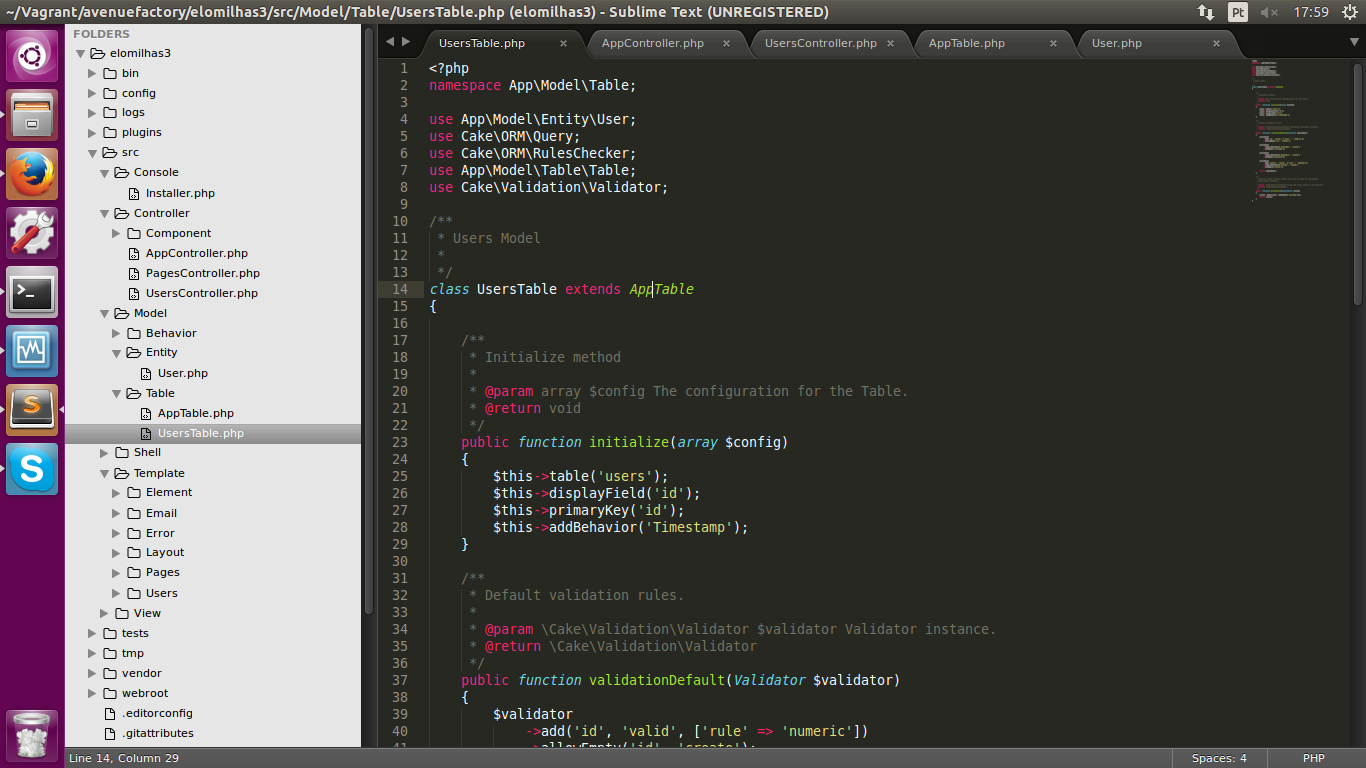 ~/Vagrant/avenuefactory/elomilhas3/src/Model/Table/UsersTable.php (elomilhas3) - Sublime Text (UNREGISTERED)
Pt
17:59
FOLDERS
elomilhas3
bin
config
logs
plugins
src
Console
Installer.php
Controller
Component
AppController.php
PagesController.php
UsersController.php
Model
Behavior
Entity
User.php
Table
AppTable.php
UsersTable.php
Shell
Template
Element
Email
Error
Layout
Pages
Users
View
tests
tmp
vendor
webroot
.editorconfig
.gitattributes
UsersTable.php × AppController.php × UsersController.php × AppTable.php × User.php ×
1 <?php
2 namespace App\Model\Table;
3
4 use App\Model\Entity\User;
5 use Cake\ORM\Query;
6 use Cake\ORM\RulesChecker;
7 use App\Model\Table\Table;
8 use Cake\Validation\Validator;
9
10 /**
11 * Users Model
12 *
13 */
14 class UsersTable extends AppTable
15 {
16
17 /**
18 * Initialize method
19 *
20 * @param array $config The configuration for the Table.
21 * @return void
22 */
23 public function initialize(array $config)
24 {
25 $this->table('users');
26 $this->displayField('id');
27 $this->primaryKey('id');
28 $this->addBehavior('Timestamp');
29 }
30
31 /**
32 * Default validation rules.
33 *
34 * @param \Cake\Validation\Validator $validator Validator instance.
35 * @return \Cake\Validation\Validator
36 */
37 public function validationDefault(Validator $validator)
38 {
39 $validator
40 ->add('id', 'valid', ['rule' => 'numeric'])
41 ->allowEmpty('id', 'create');
Line 14, Column 29
Spaces: 4
PHP